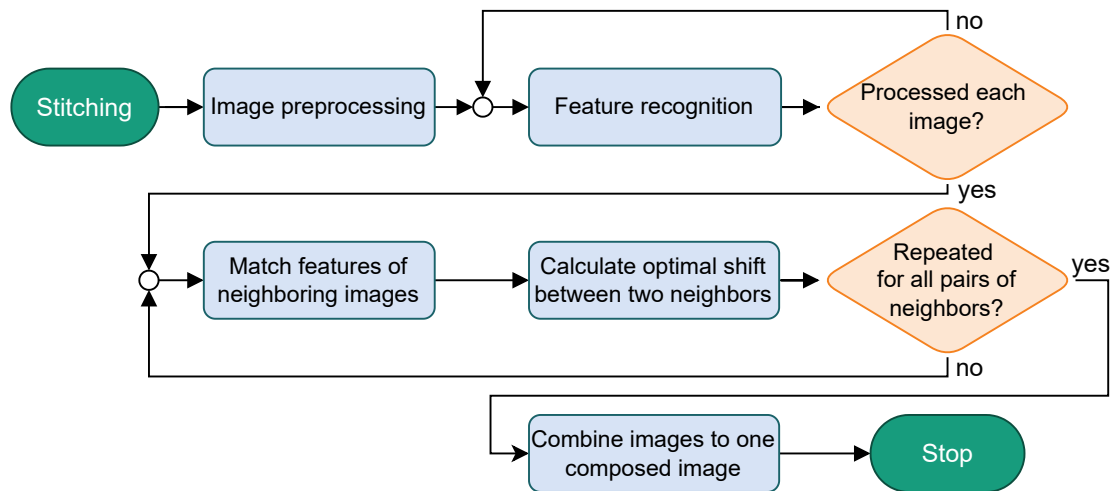 no
Stitching
Image preprocessing
Feature recognition
Processed each
image?
yes
Match features of
neighboring images
Calculate optimal shift
between two neighbors
Repeated
for all pairs of
neighbors?
yes
no
Combine images to one
composed image
Stop